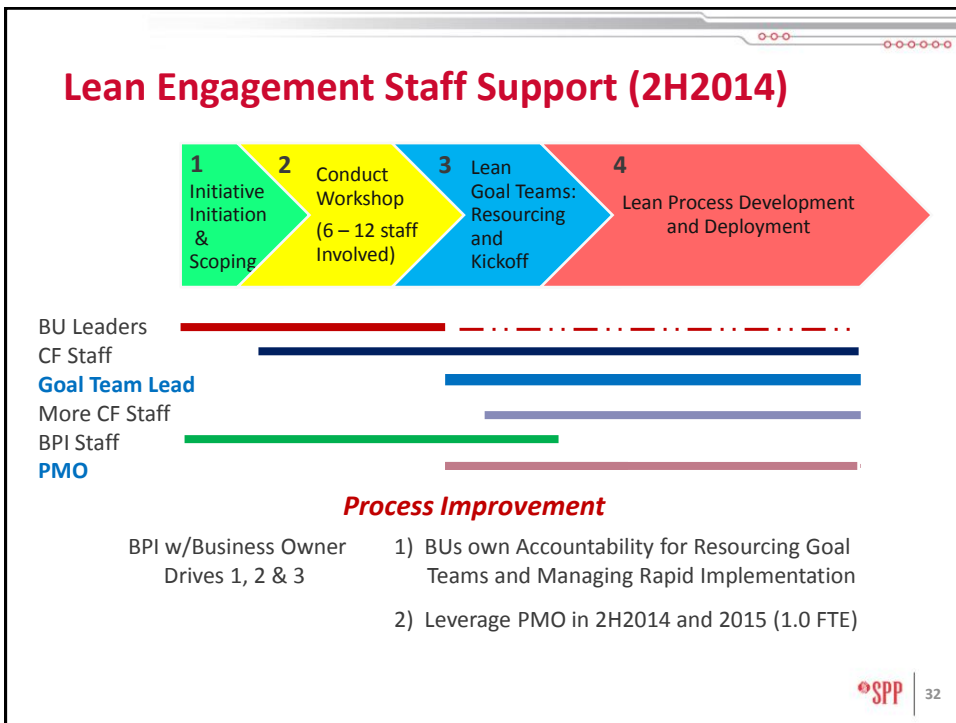 Lean Engagement Staff Support (2H2014)
1
Initiative
Initiation
&
Scoping
2
Conduct
Workshop
(6 – 12 staff
Involved)
3
Lean
Goal Teams:
Resourcing
and
Kickoff
4
Lean Process Development
and Deployment
BU Leaders
CF Staff
Goal Team Lead
More CF Staff
BPI Staff
PMO
Process Improvement
BPI w/Business Owner
Drives 1, 2 & 3
1) BUs own Accountability for Resourcing Goal
Teams and Managing Rapid Implementation
2) Leverage PMO in 2H2014 and 2015 (1.0 FTE)
SPP
32